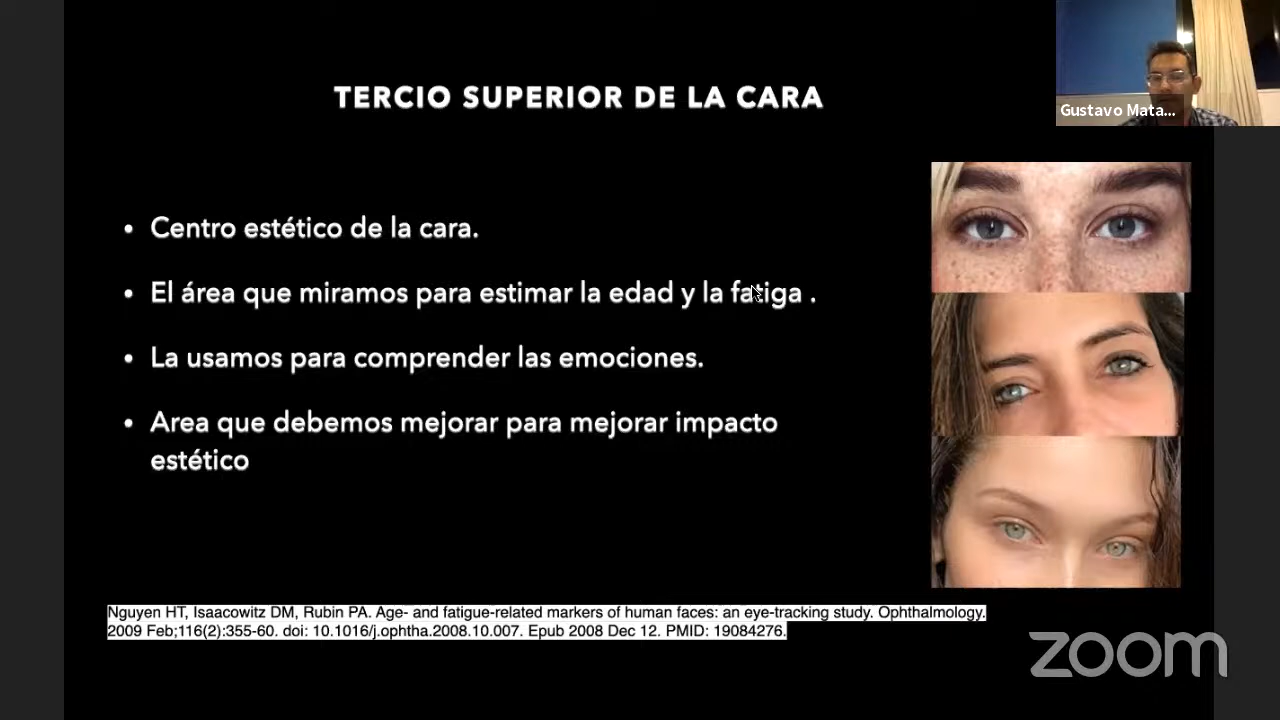 TERCIO SUPERIOR DE LA CARA
Gustavo Mata...
• Centro estético de la cara.
• El área que miramos para estimar la edad y la fatiga .
• La usamos para comprender las emociones.
• Area que debemos mejorar para mejorar impacto
estético
Nguyen HT, Isaacowitz DM, Rubin PA. Age- and fatigue-related markers of human faces: an eye-tracking study. Ophthalmology.
2009 Feb;116(2):355-60. doi: 10.1016/j.ophtha.2008.10.007. Epub 2008 Dec 12. PMID: 19084276.
zoom